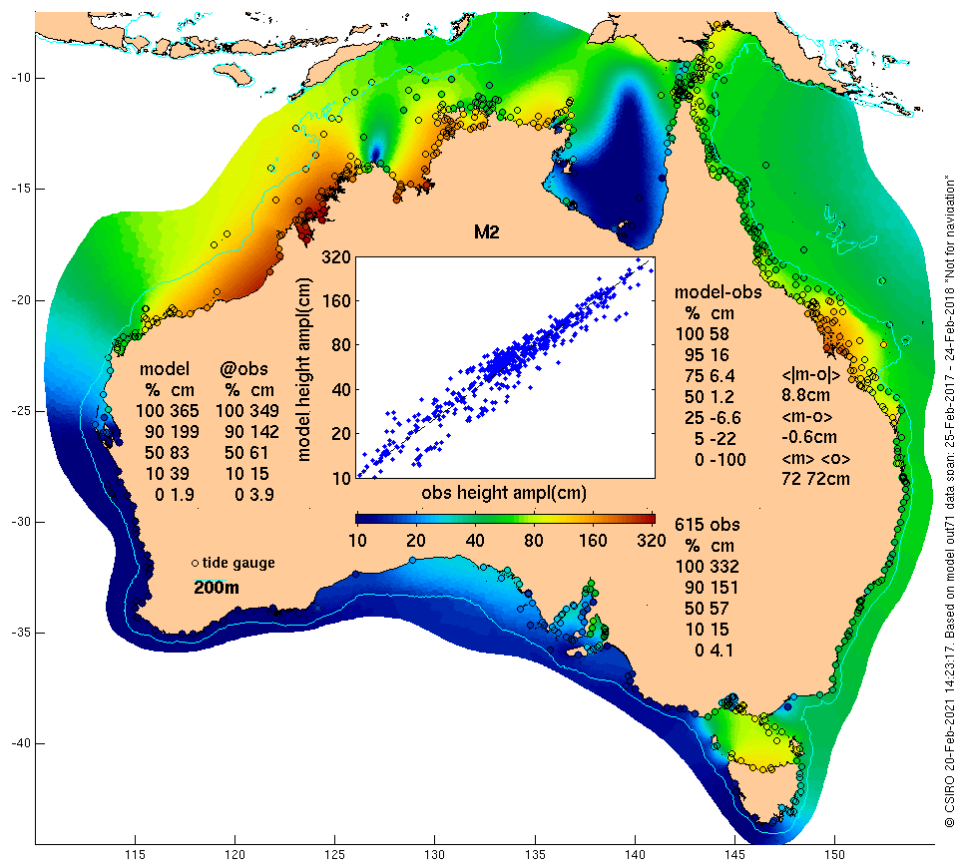 -10
-15
-20
-25
-30
-35
-40
M2
320
160
80
40
20
10
model height ampl(cm)
obs height ampl(cm)
model @obs
% cm % cm
100 365 100 349
90 199 90 142
50 83 50 61
10 39 10 15
0 1.9 0 3.9
model-obs
% cm
100 58
95 16
75 6.4 <|m-o|>
50 1.2 8.8cm
25 -6.6 <m-o>
5 -22 -0.6cm
0 -100 <m> <o>
72 72cm
10 20 40 80 160 320
615 obs
% cm
100 332
90 151
50 57
10 15
0 4.1
tide gauge
200m
115 120 125 130 135 140 145 150
© CSIRO 20-Feb-2021 14:23:17. Based on model out71 data span: 25-Feb-2017 - 24-Feb-2018 *Not for navigation*